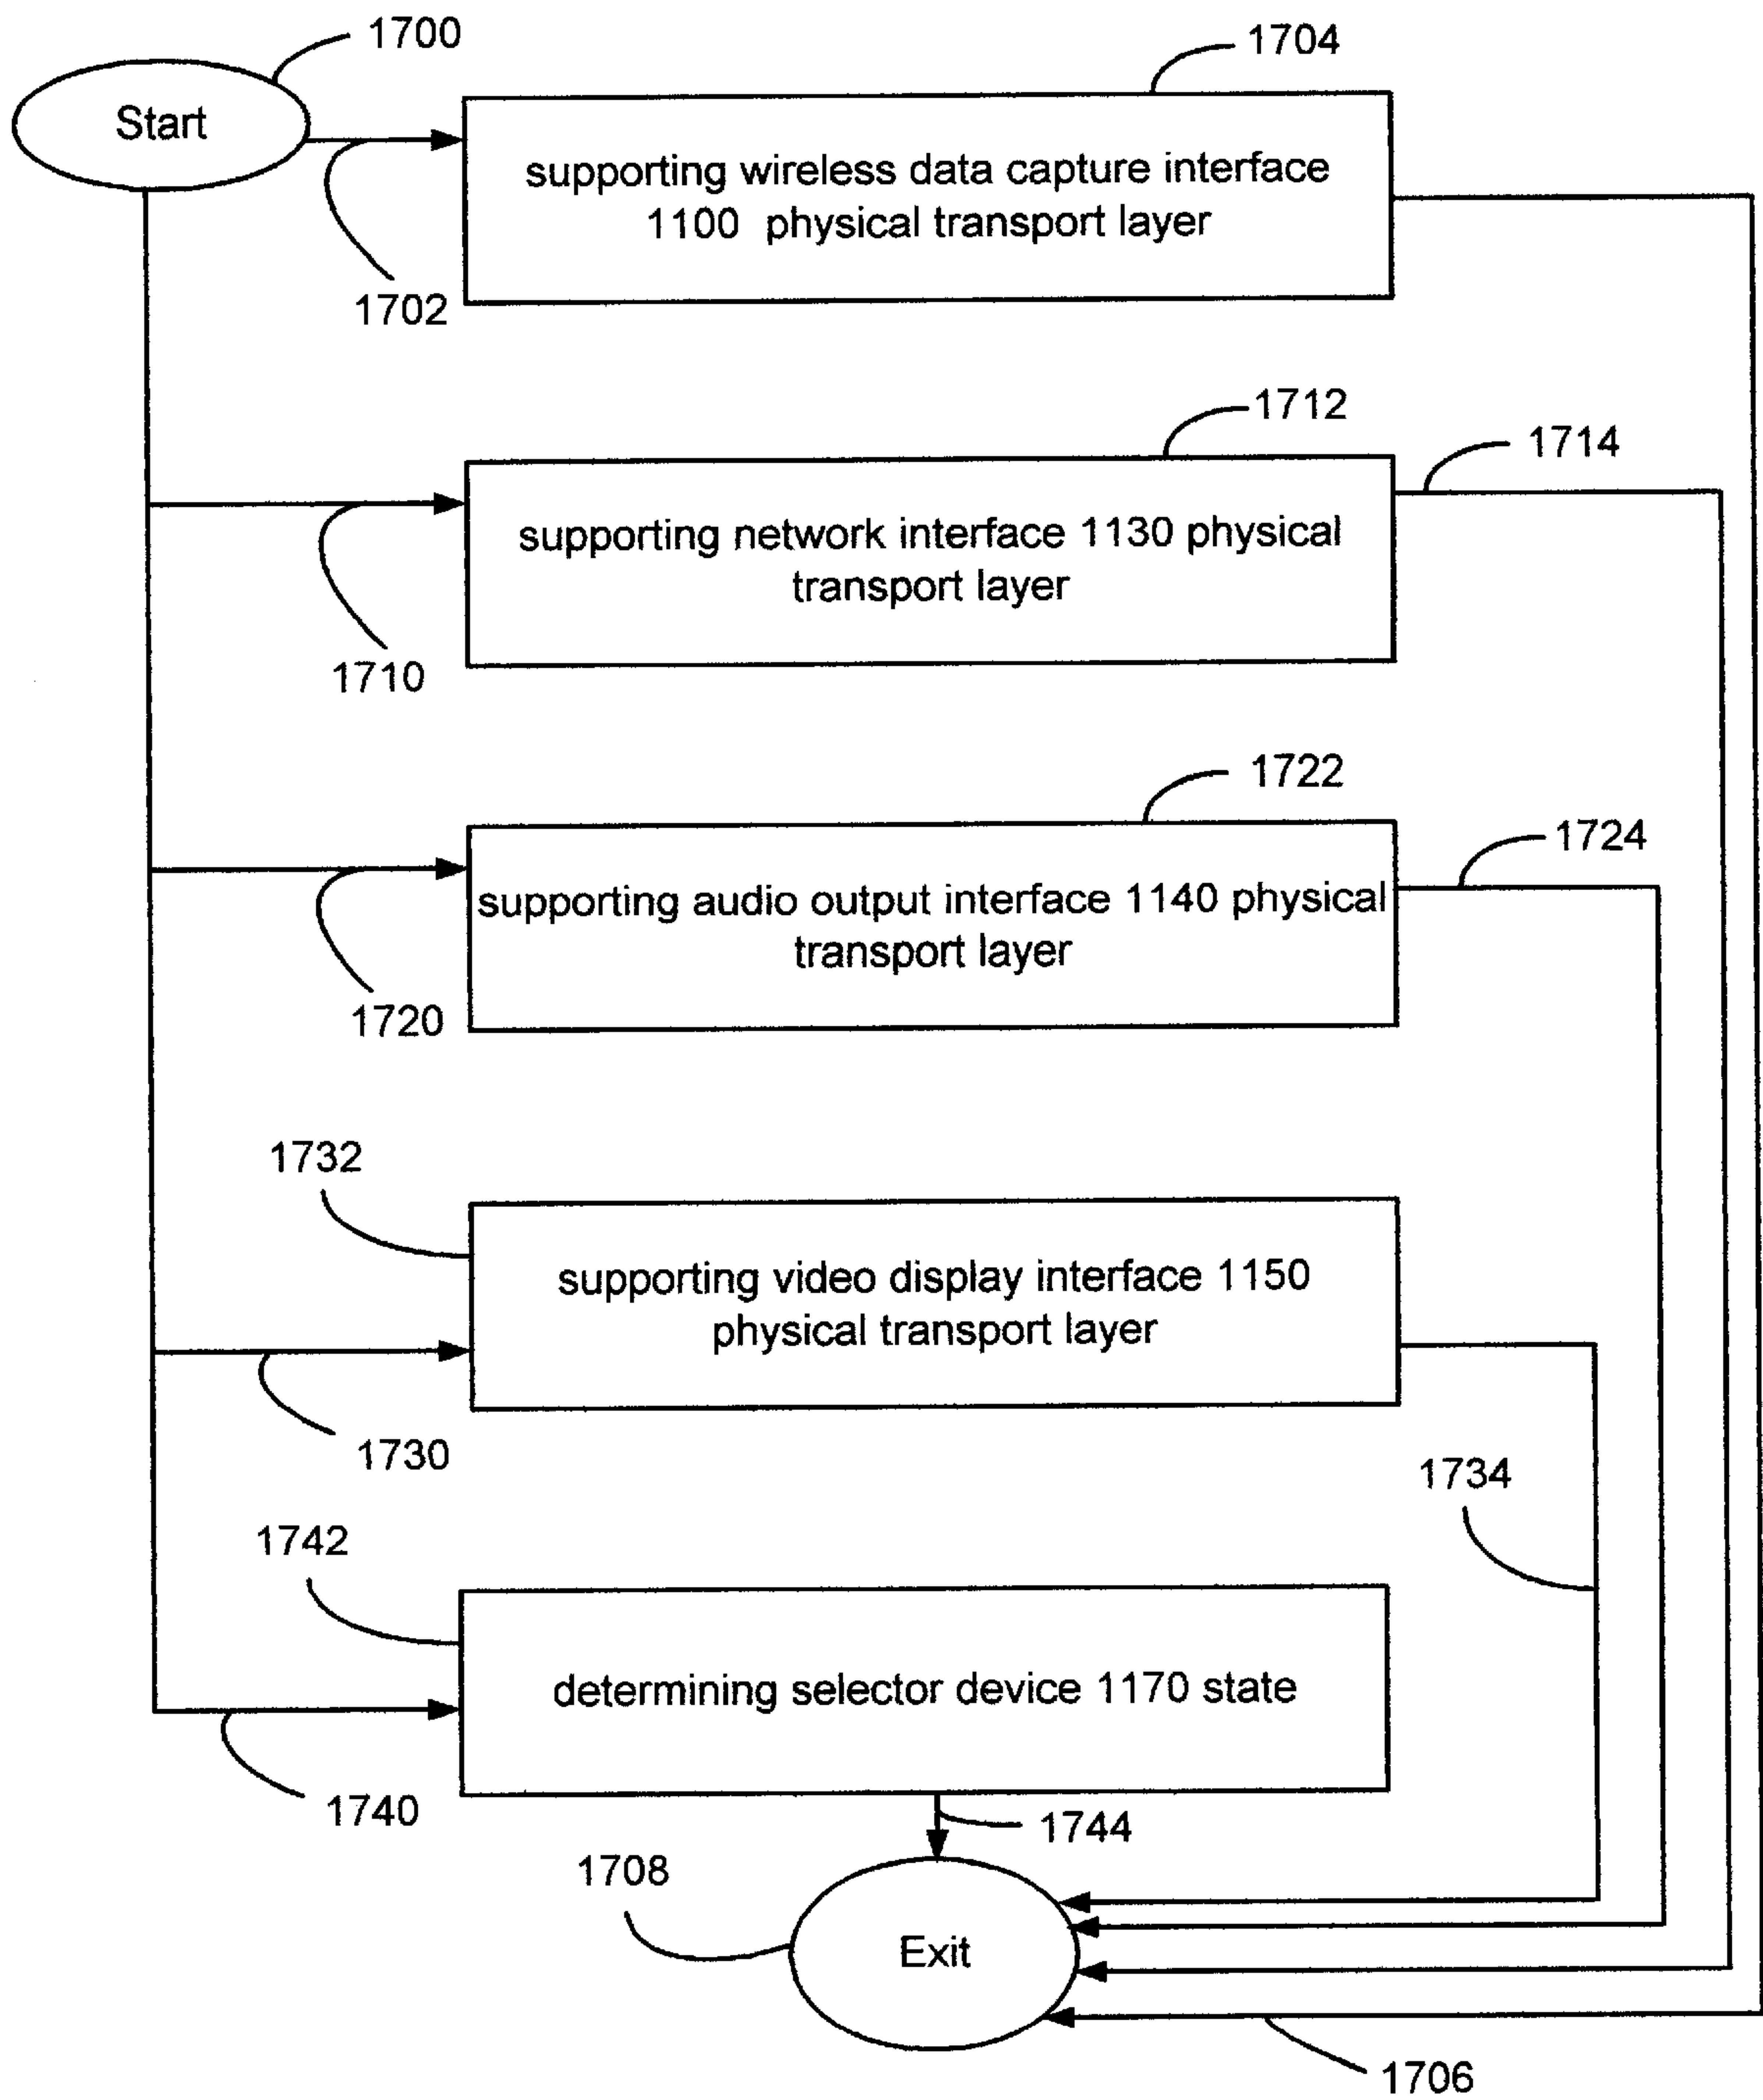 1700
1704
Start
supporting wireless data capture interface
1100 physical transport layer
1702
1712
1714
supporting network interface 1130 physical
transport layer
1710
1722
1724
supporting audio output interface 1140 physical
transport layer
1720
1732
supporting video display interface 1150
physical transport layer
1730
1734
1742
determining selector device 1170 state
1740
1744
1708
Exit
1706